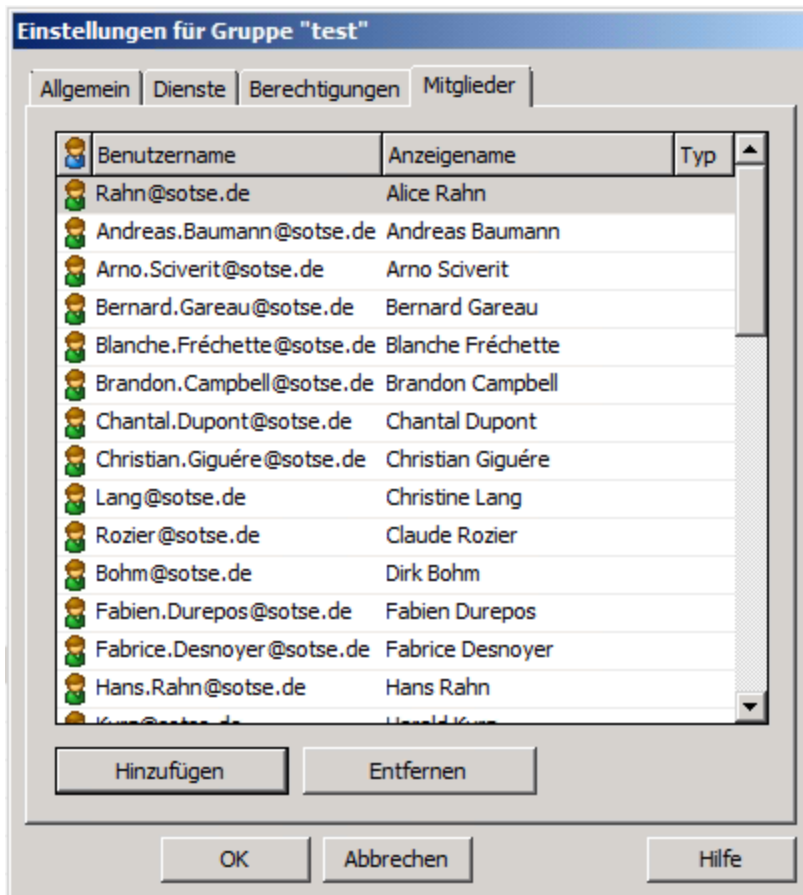 Einstellungen für Gruppe "test"
Allgemein Dienste Berechtigungen Mitglieder
Benutzername Anzeigename Typ
Rahn@sotse.de Alice Rahn
Andreas.Baumann@sotse.de Andreas Baumann
Arno.Sciverit@sotse.de Arno Sciverit
Bernard.Gareau@sotse.de Bernard Gareau
Blanche.Fréchette@sotse.de Blanche Fréchette
Brandon.Campbell@sotse.de Brandon Campbell
Chantal.Dupont@sotse.de Chantal Dupont
Christian.Giguére@sotse.de Christian Giguére
Lang@sotse.de Christine Lang
Rozier@sotse.de Claude Rozier
Bohm@sotse.de Dirk Bohm
Fabien.Durepos@sotse.de Fabien Durepos
Fabrice.Desnoyer@sotse.de Fabrice Desnoyer
Hans.Rahn@sotse.de Hans Rahn
Hinzufügen Entfernen
OK Abbrechen Hilfe